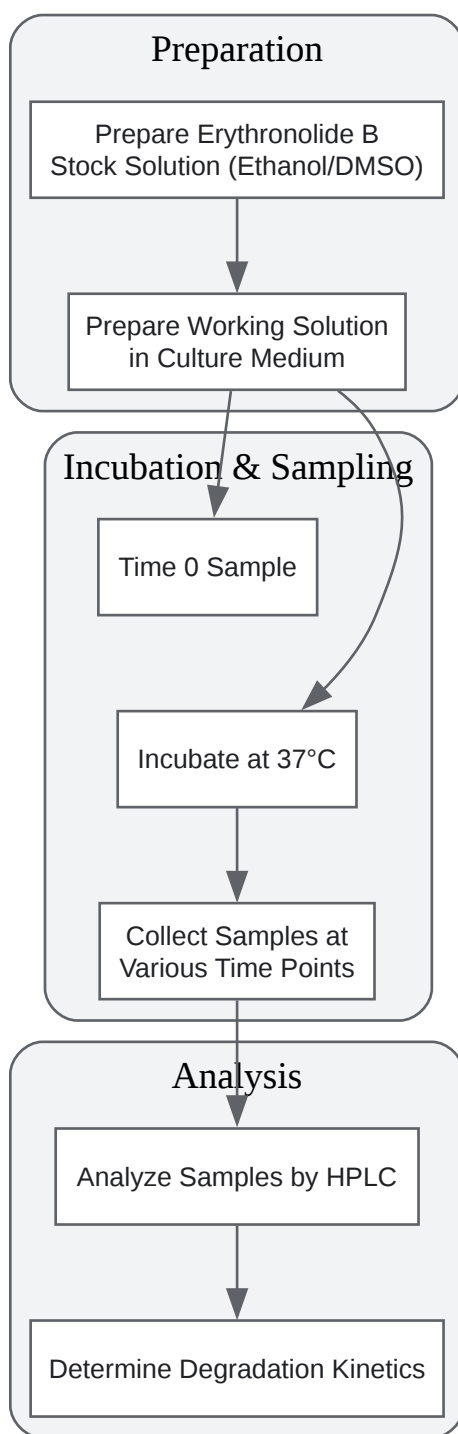 Preparation
Prepare Erythronolide B
Stock Solution (Ethanol/DMSO)
Prepare Working Solution
in Culture Medium
Incubation & Sampling
Time 0 Sample
Incubate at 37°C
Collect Samples at
Various Time Points
Analysis
Analyze Samples by HPLC
Determine Degradation Kinetics